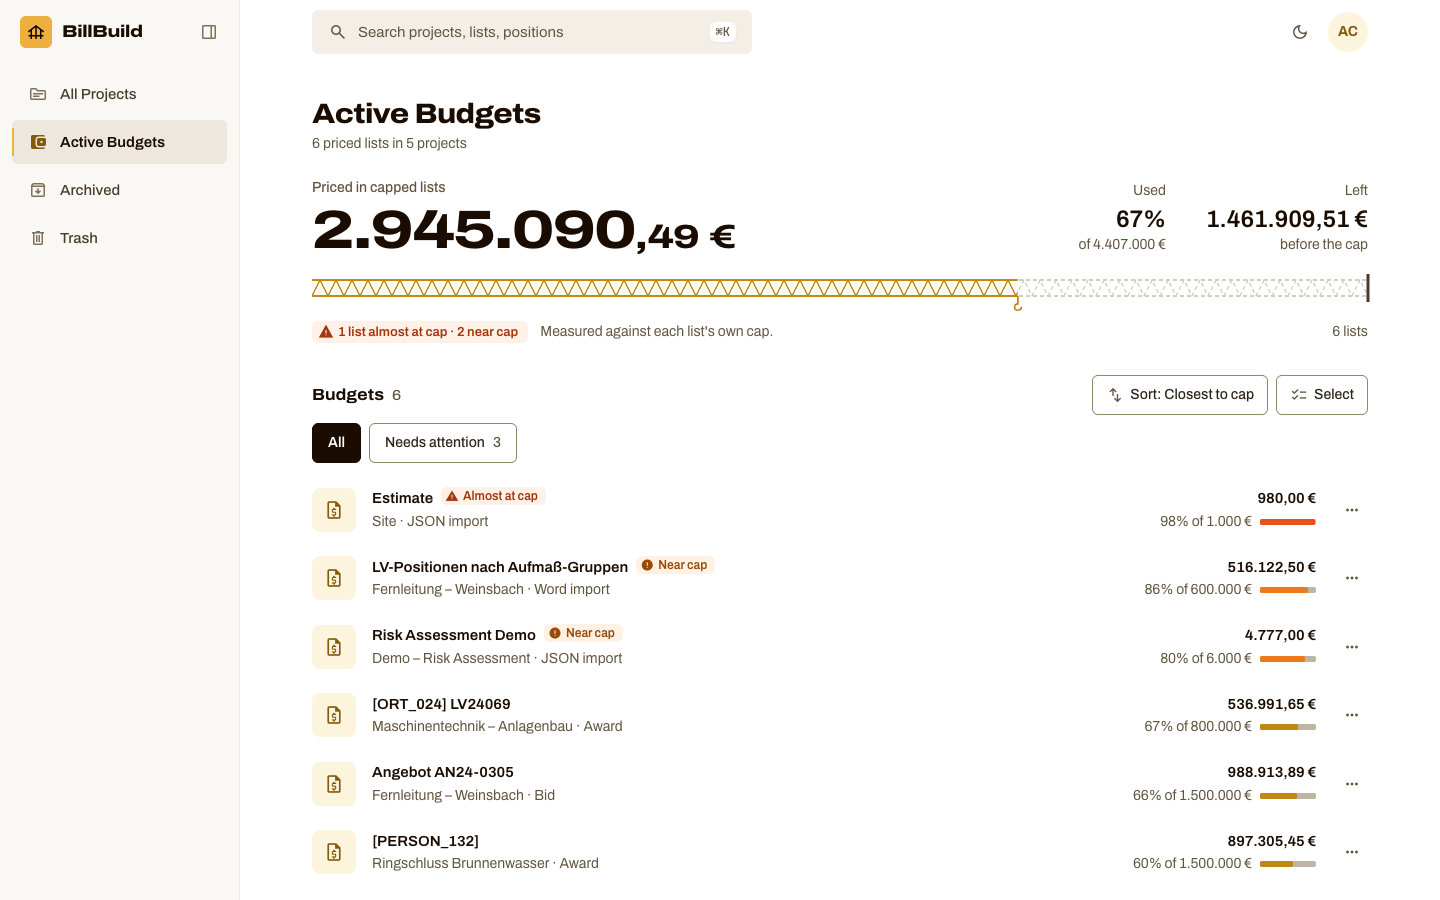 BillBuild
All Projects
Active Budgets
Archived
Trash
Search projects, lists, positions
⌘K
AC
Active Budgets
6 priced lists in 5 projects
Priced in capped lists
2.945.090,49 €
Used
67%
of 4.407.000 €
Left
1.461.909,51 €
before the cap
1 list almost at cap · 2 near cap
Measured against each list's own cap.
6 lists
Budgets 6
Sort: Closest to cap
Select
All
Needs attention 3
Estimate Almost at cap
980,00 €
Site · JSON import
98% of 1.000 €
LV-Positionen nach Aufmaß-Gruppen Near cap
516.122,50 €
Fernleitung – Weinsbach · Word import
86% of 600.000 €
Risk Assessment Demo Near cap
4.777,00 €
Demo – Risk Assessment · JSON import
80% of 6.000 €
[ORT_024] LV24069
536.991,65 €
Maschinentechnik – Anlagenbau · Award
67% of 800.000 €
Angebot AN24-0305
988.913,89 €
Fernleitung – Weinsbach · Bid
66% of 1.500.000 €
[PERSON_132]
897.305,45 €
Ringschluss Brunnenwasser · Award
60% of 1.500.000 €